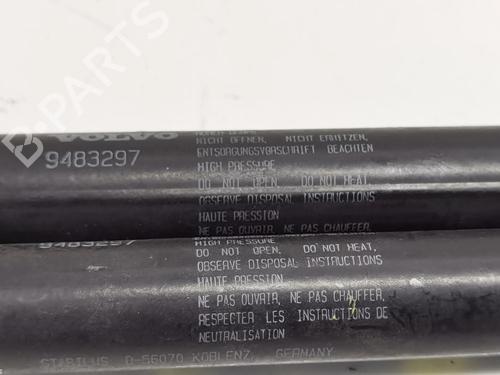 VOLVO
9483297
NICHT ÖFFNEN, NICHT ERHITZEN,
ENTSORGUNGSVORSCHRIFT BEACHTEN
HIGH PRESSURE
DO NOT OPEN. DO NOT HEAT,
OBSERVE DISPOSAL INSTRUCTIONS
HAUTE PRESSION
NE PAS OUVRIR, NE PAS CHAUFFER,
9483297
HIGH PRESSURE
DO NOT OPEN. DO NOT HEAT,
OBSERVE DISPOSAL INSTRUCTIONS
HAUTE PRESSION
NE PAS OUVAIR, NE PAS CHAUFFER,
RESPECTER LES INSTRUCTIONS DE
NEUTRALISATION
STABILUS D-56070 KOBLENZ, GERMANY